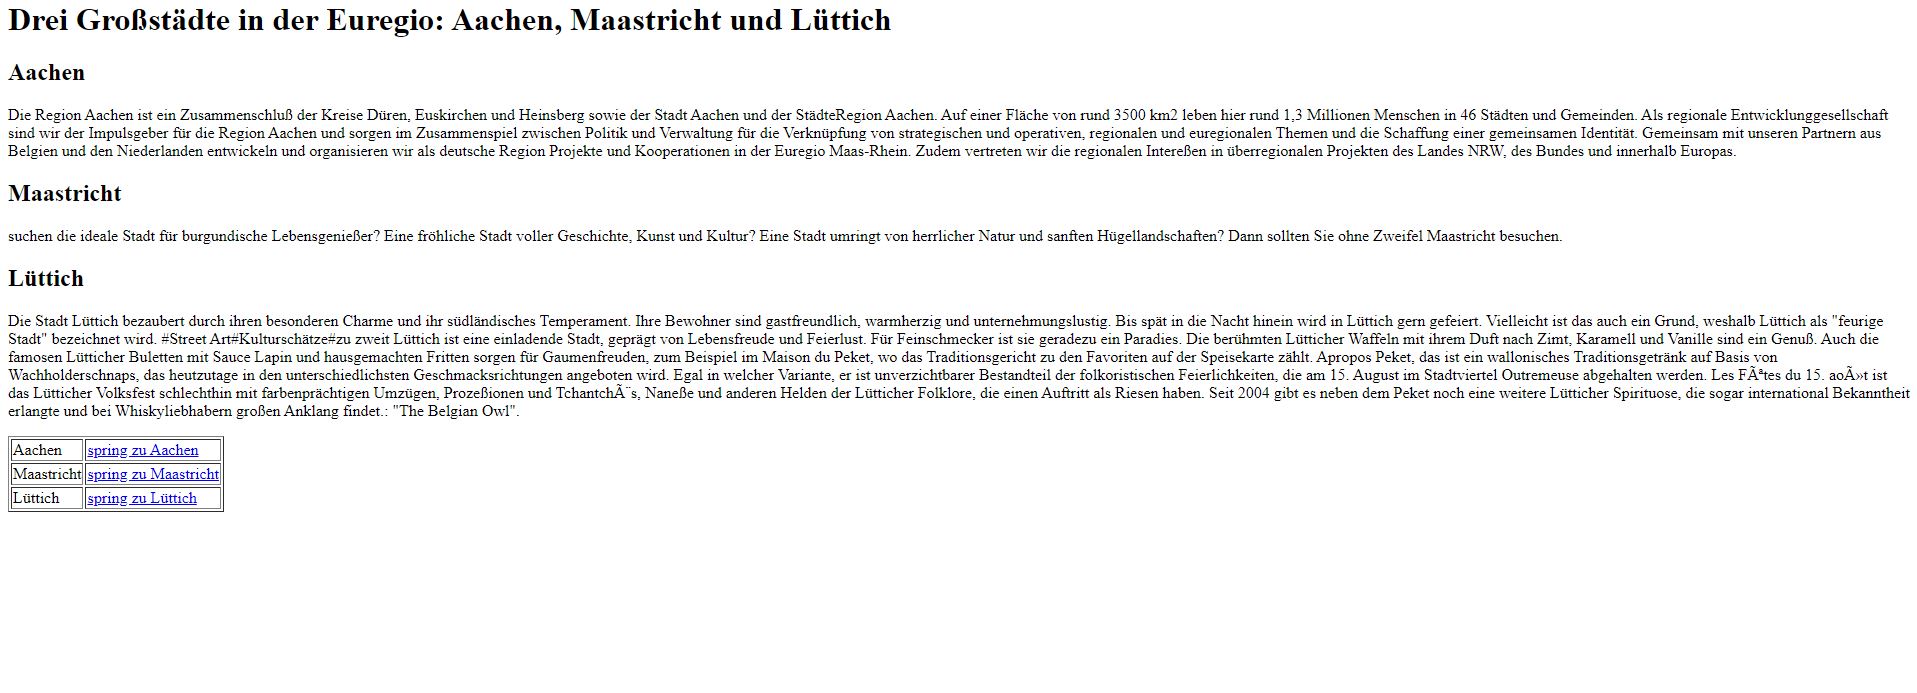 Drei Großstädte in der Euregio: Aachen, Maastricht und Lüttich
Aachen
Die Region Aachen ist ein Zusammenschluß der Kreise Düren, Euskirchen und Heinsberg sowie der Stadt Aachen und der StädteRegion Aachen. Auf einer Fläche von rund 3500 km2 leben hier rund 1,3 Millionen Menschen in 46 Städten und Gemeinden. Als regionale Entwicklunggesellschaft
sind wir der Impulsgeber für die Region Aachen und sorgen im Zusammenspiel zwischen Politik und Verwaltung für die Verknüpfung von strategischen und operativen, regionalen und euregionalen Themen und die Schaffung einer gemeinsamen Identität. Gemeinsam mit unseren Partnern aus
Belgien und den Niederlanden entwickeln und organisieren wir als deutsche Region Projekte und Kooperationen in der Euregio Maas-Rhein. Zudem vertreten wir die regionalen Intereßen in überregionalen Projekten des Landes NRW, des Bundes und innerhalb Europas.
Maastricht
suchen die ideale Stadt für burgundische Lebensgenießer? Eine fröhliche Stadt voller Geschichte, Kunst und Kultur? Eine Stadt umringt von herrlicher Natur und sanften Hügellandschaften? Dann sollten Sie ohne Zweifel Maastricht besuchen.
Lüttich
Die Stadt Lüttich bezaubert durch ihren besonderen Charme und ihr südländisches Temperament. Ihre Bewohner sind gastfreundlich, warmherzig und unternehmungslustig. Bis spät in die Nacht hinein wird in Lüttich gern gefeiert. Vielleicht ist das auch ein Grund, weshalb Lüttich als "feurige
Stadt" bezeichnet wird. #Street Art#Kulturschätze#zu zweit Lüttich ist eine einladende Stadt, geprägt von Lebensfreude und Feierlust. Für Feinschmecker ist sie geradezu ein Paradies. Die berühmten Lütticher Waffeln mit ihrem Duft nach Zimt, Karamell und Vanille sind ein Genuß. Auch die
famosen Lütticher Buletten mit Sauce Lapin und hausgemachten Fritten sorgen für Gaumenfreuden, zum Beispiel im Maison du Peket, wo das Traditionsgericht zu den Favoriten auf der Speisekarte zählt. Apropos Peket, das ist ein wallonisches Traditionsgetränk auf Basis von
Wachholderschnaps, das heutzutage in den unterschiedlichsten Geschmacksrichtungen angeboten wird. Egal in welcher Variante, er ist unverzichtbarer Bestandteil der folkoristischen Feierlichkeiten, die am 15. August im Stadtviertel Outremeuse abgehalten werden. Les FÃªtes du 15. aoÃ»t ist
das Lütticher Volksfest schlechthin mit farbenprächtigen Umzügen, Prozeßionen und TchantchÃ¨s, Naneße und anderen Helden der Lütticher Folklore, die einen Auftritt als Riesen haben. Seit 2004 gibt es neben dem Peket noch eine weitere Lütticher Spirituose, die sogar international Bekanntheit
erlangte und bei Whiskyliebhabern großen Anklang findet.: "The Belgian Owl".
Aachen spring zu Aachen
Maastricht spring zu Maastricht
Lüttich spring zu Lüttich